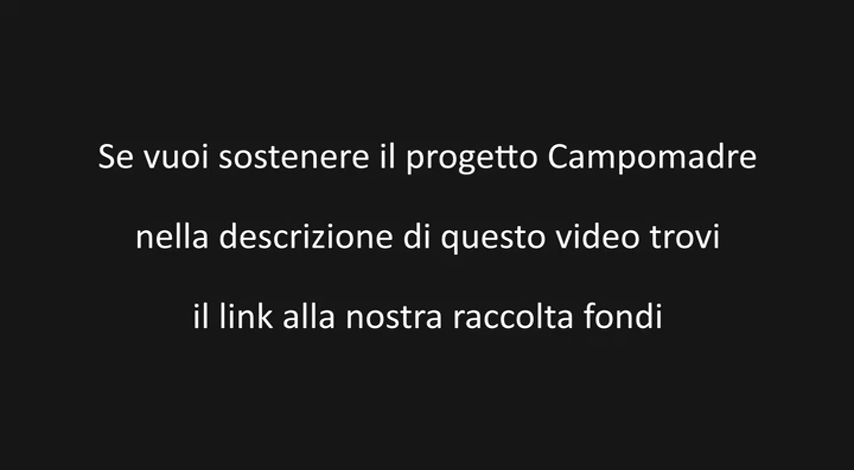 Se vuoi sostenere il progetto Campomadre
nella descrizione di questo video trovi
il link alla nostra raccolta fondi